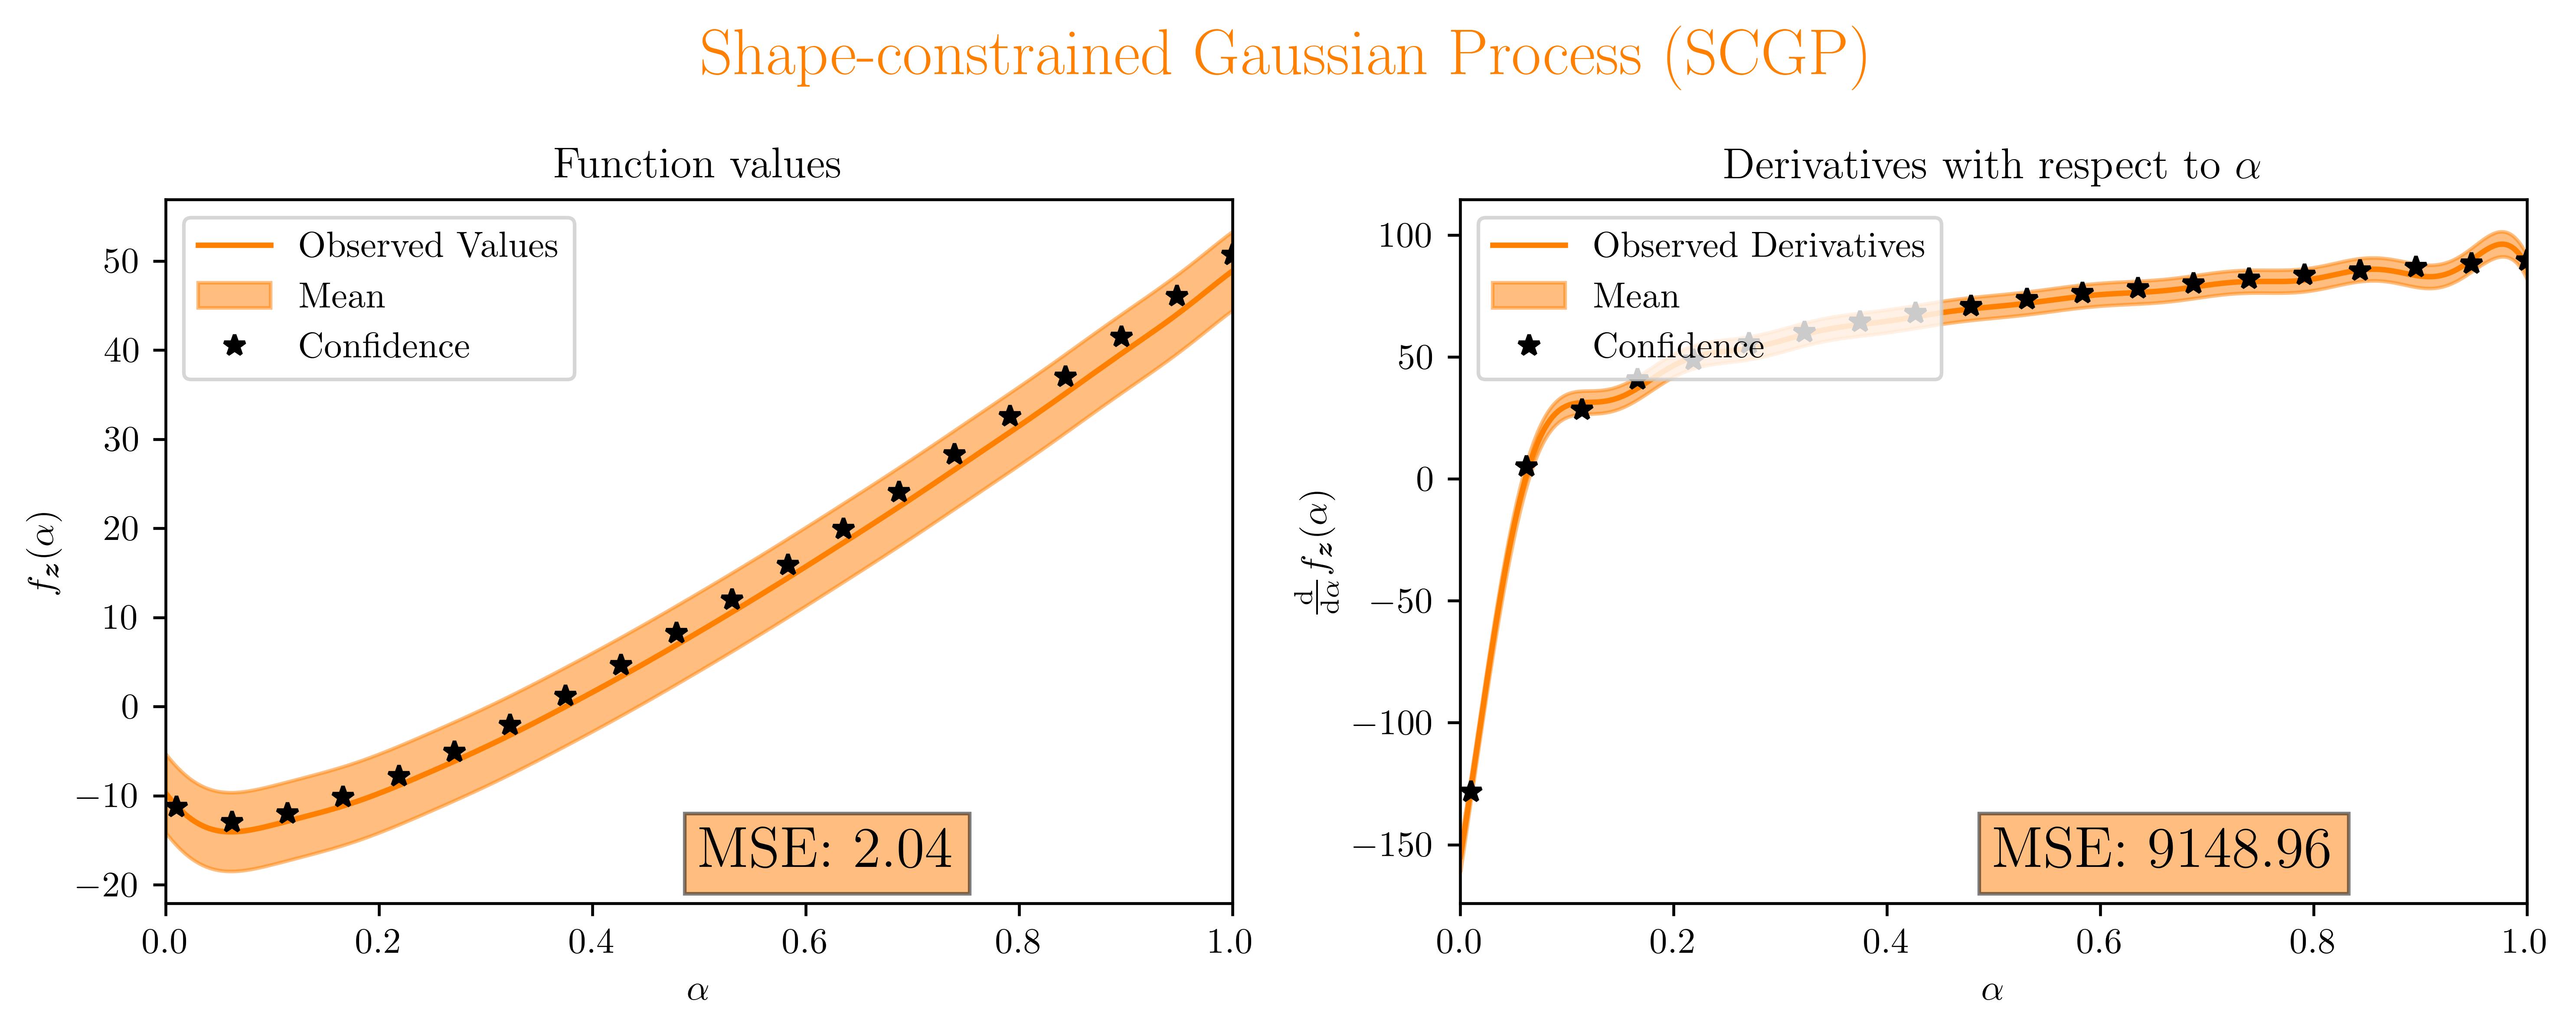 Shape-constrained Gaussian Process (SCGP)
Function values
Observed Values
Mean
Confidence
50
40
30
20
10
0
−10
−20
f_z(α)
MSE: 2.04
0.0 0.2 0.4 0.6 0.8 1.0
α
Derivatives with respect to α
Observed Derivatives
Mean
Confidence
100
50
0
−50
−100
−150
d/dα f_z(α)
MSE: 9148.96
0.0 0.2 0.4 0.6 0.8 1.0
α